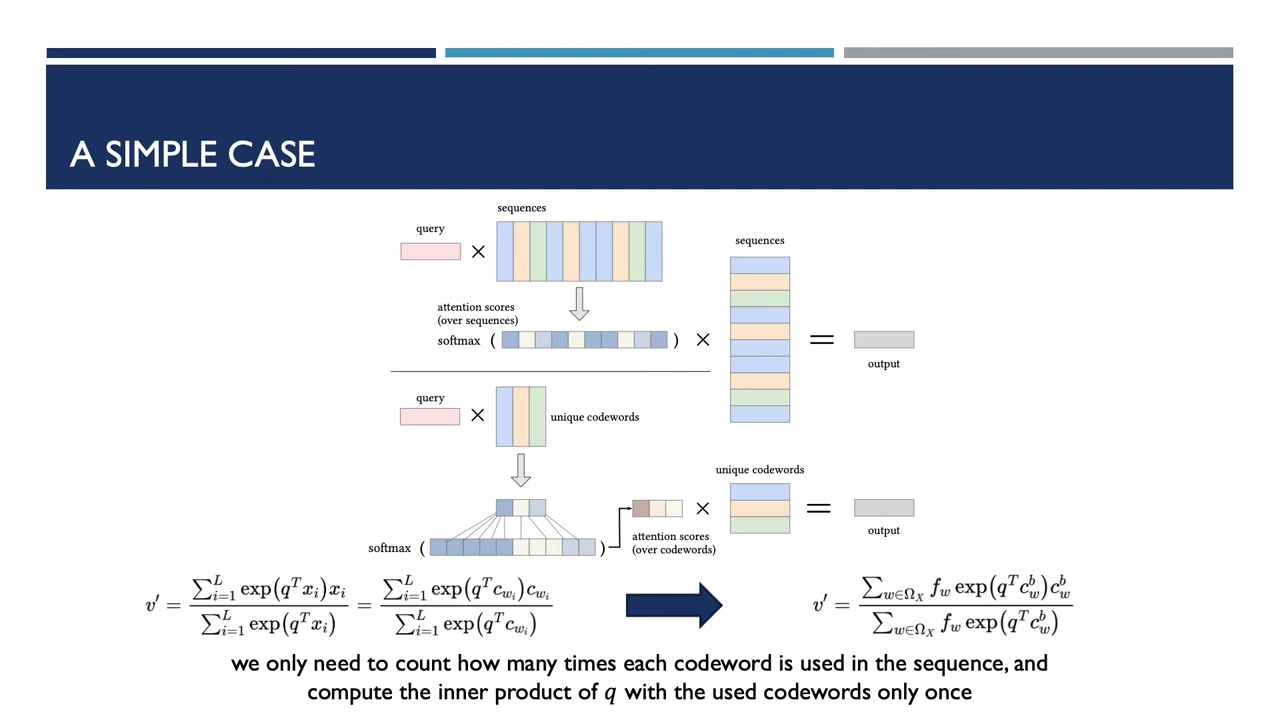 A SIMPLE CASE
sequences
query
×
sequences
attention scores
(over sequences)
softmax ( ) × =
output
query
×
unique codewords
unique codewords
softmax ( )
attention scores
(over codewords)
× =
output
v′ = \frac{\sum_{i=1}^{L} \exp(q^T x_i) x_i}{\sum_{i=1}^{L} \exp(q^T x_i)} = \frac{\sum_{i=1}^{L} \exp(q^T c_{w_i}) c_{w_i}}{\sum_{i=1}^{L} \exp(q^T c_{w_i})}
v′ = \frac{\sum_{w∈Ω_X} f_w \exp(q^T c_w^b) c_w^b}{\sum_{w∈Ω_X} f_w \exp(q^T c_w^b)}
we only need to count how many times each codeword is used in the sequence, and
compute the inner product of q with the used codewords only once